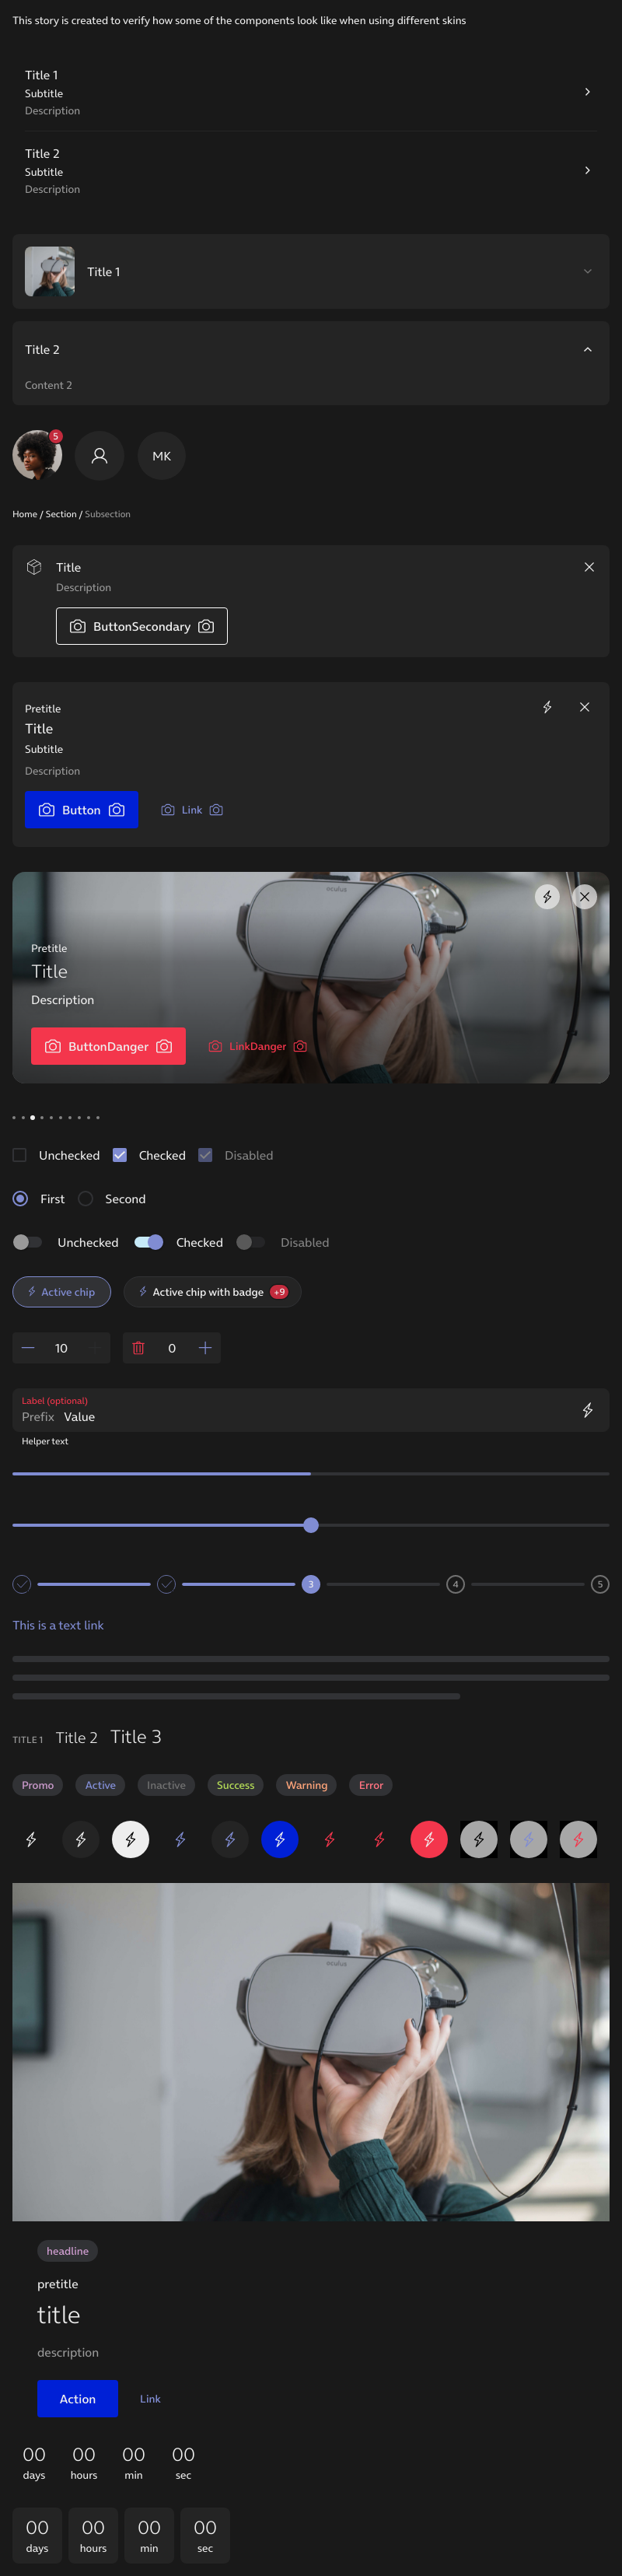 This story is created to verify how some of the components look like when using different skins
Title 1
Subtitle
Description
Title 2
Subtitle
Description
Title 1
Title 2
Content 2
5
MK
Home / Section / Subsection
Title
Description
ButtonSecondary
Pretitle
Title
Subtitle
Description
Button Link
oculus
Pretitle
Title
Description
ButtonDanger LinkDanger
Unchecked Checked Disabled
First Second
Unchecked Checked Disabled
Active chip Active chip with badge +9
10 0
Label (optional)
Prefix Value
Helper text
3 4 5
This is a text link
TITLE 1 Title 2 Title 3
Promo Active Inactive Success Warning Error
oculus
headline
pretitle
title
description
Action Link
00 00 00 00
days hours min sec
00 00 00 00
days hours min sec